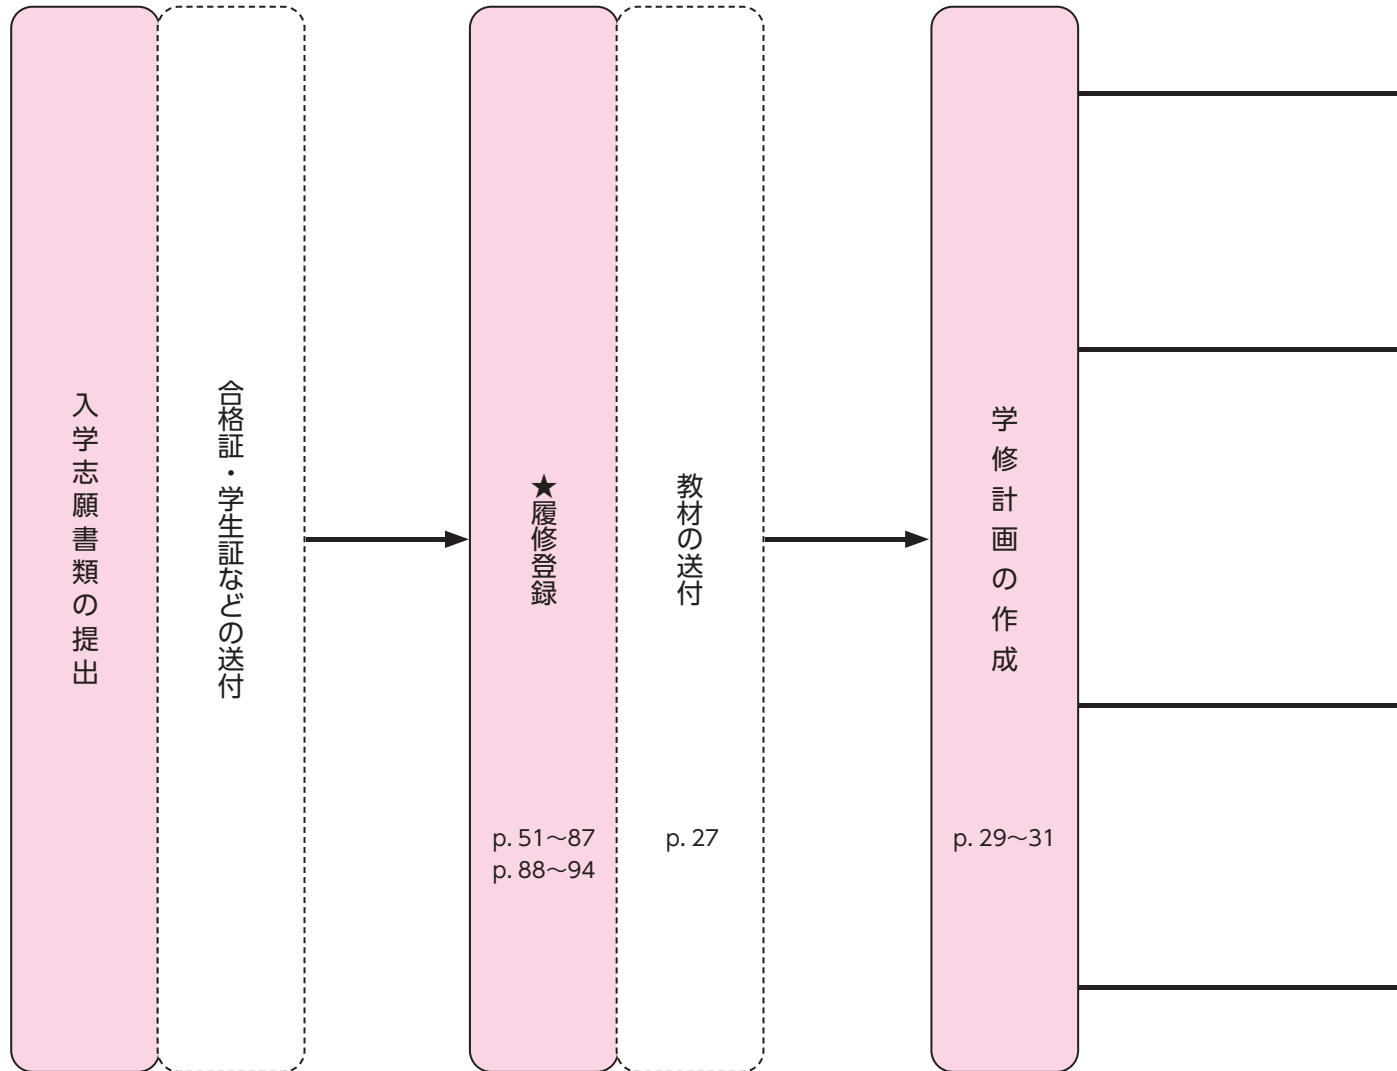 入学志願書類の提出
合格証・学生証などの送付
★履修登録
p. 51〜87
p. 88〜94
教材の送付
p. 27
学修計画の作成
p. 29〜31